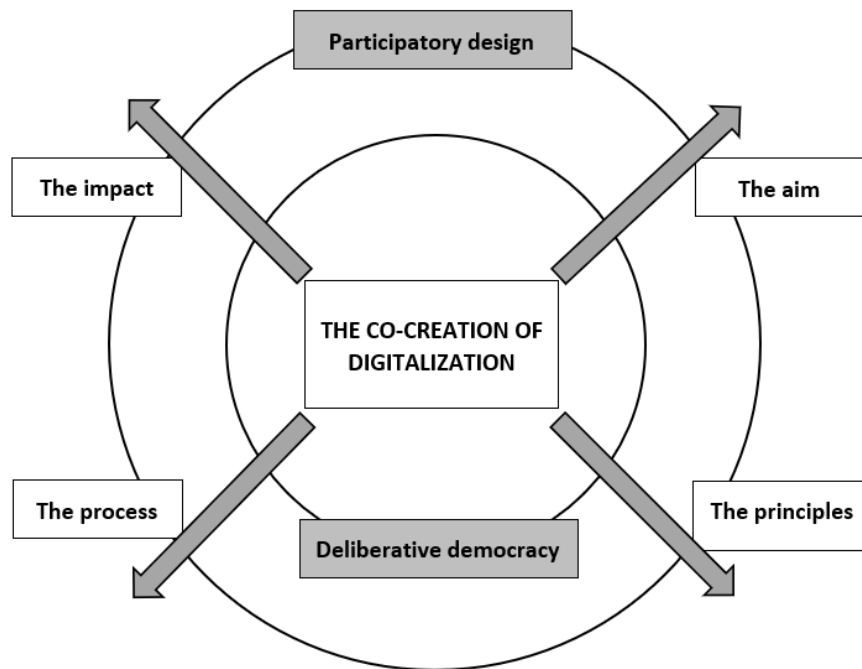 Participatory design
The impact
The aim
THE CO-CREATION OF
DIGITALIZATION
The process
The principles
Deliberative democracy